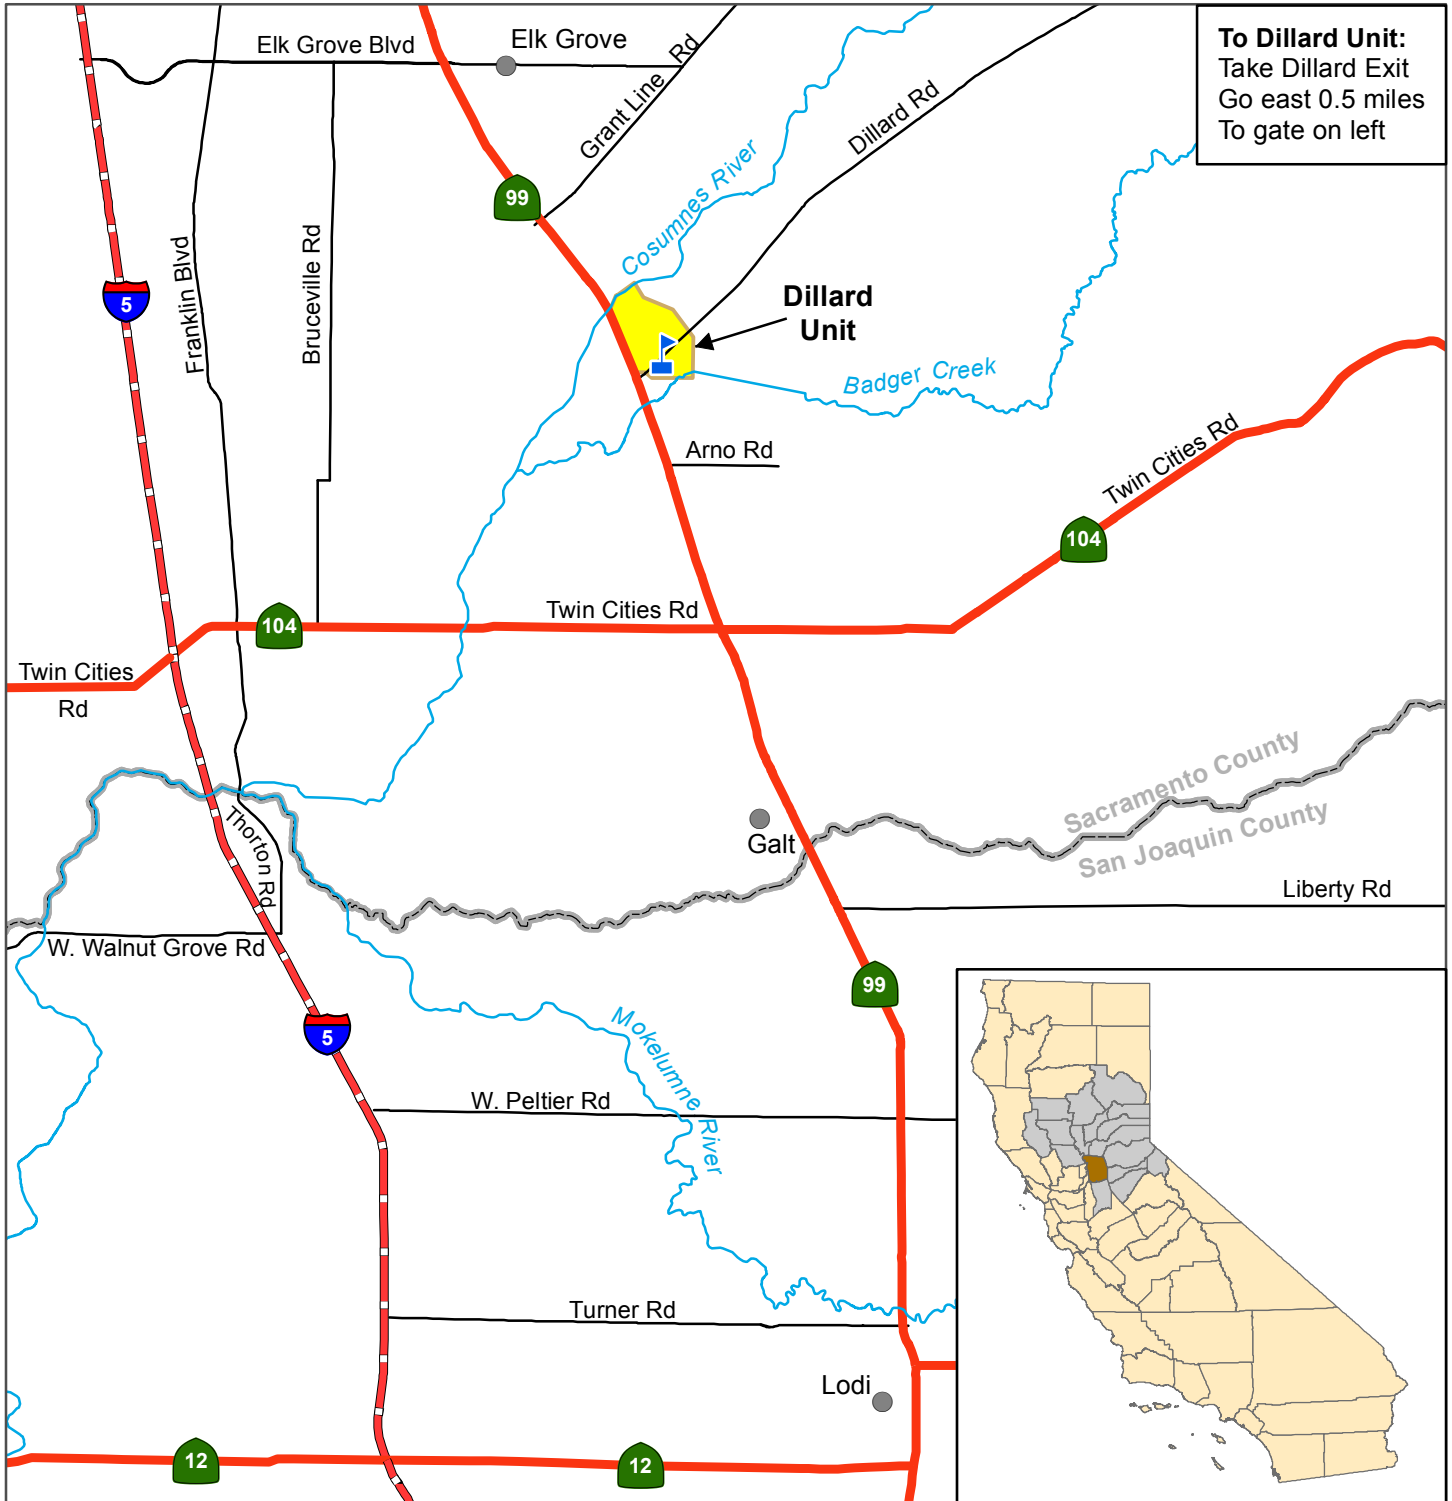 To Dillard Unit:
Take Dillard Exit
Go east 0.5 miles
To gate on left
Elk Grove Blvd
Elk Grove
Grant Line Rd
Dillard Rd
99
Cosumnes River
Franklin Blvd
Bruceville Rd
5
Dillard
Unit
Badger Creek
Arno Rd
Twin Cities Rd
104
104
Twin Cities Rd
Twin Cities
Rd
Sacramento County
San Joaquin County
Thorton Rd
Galt
Liberty Rd
W. Walnut Grove Rd
99
5
Mokelumne River
W. Peltier Rd
Turner Rd
Lodi
12
12